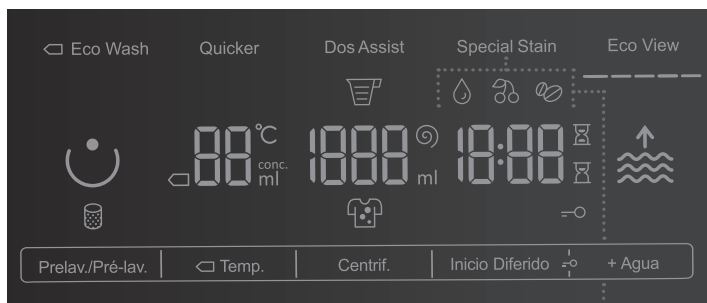 Eco Wash Quicker Dos Assist Special Stain Eco View
88 °C conc. ml 1888 ml 18:88
Prelav./Pré-lav. Temp. Centrif. Inicio Diferido + Agua